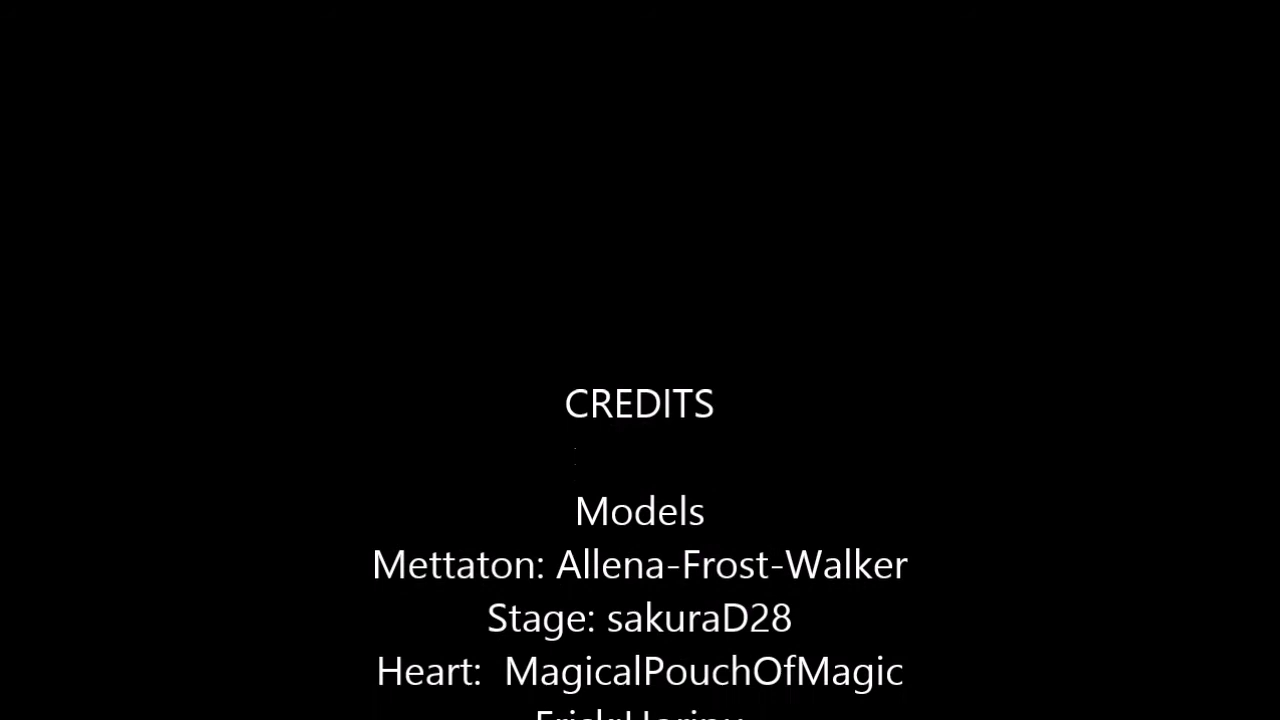 CREDITS
Models
Mettaton: Allena-Frost-Walker
Stage: sakuraD28
Heart:  MagicalPouchOfMagic